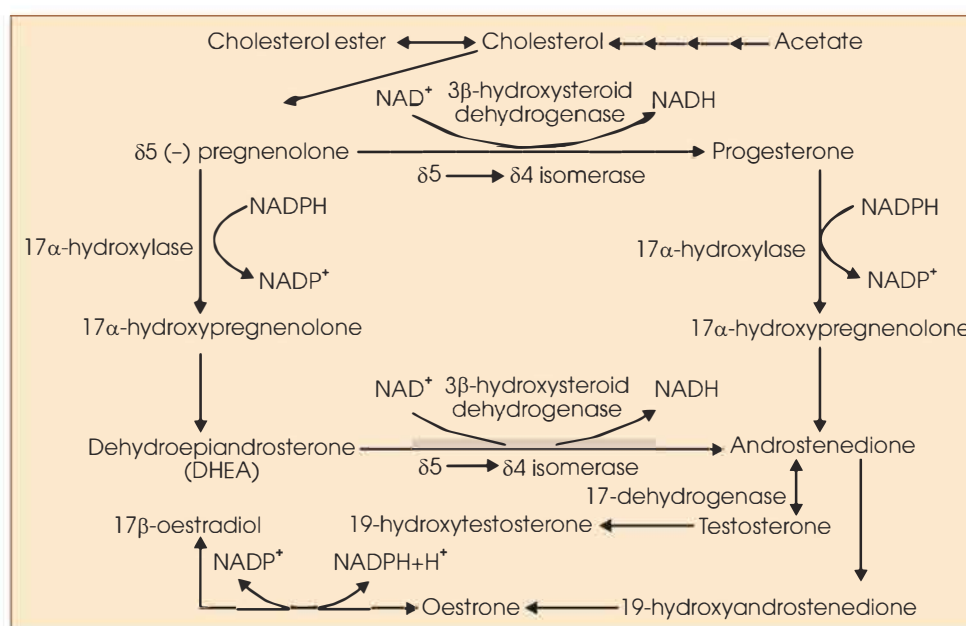 Cholesterol ester Cholesterol Acetate
NAD+ 3β-hydroxysteroid dehydrogenase NADH
δ5 (–) pregnenolone Progesterone
δ5 δ4 isomerase
NADPH NADPH
17α-hydroxylase 17α-hydroxylase
NADP+ NADP+
17α-hydroxypregnenolone 17α-hydroxypregnenolone
NAD+ 3β-hydroxysteroid dehydrogenase NADH
Dehydroepiandrosterone Androstenedione
(DHEA) δ5 δ4 isomerase
17-dehydrogenase
17β-oestradiol 19-hydroxytestosterone Testosterone
NADP+ NADPH+H+
Oestrone 19-hydroxyandrostenedione